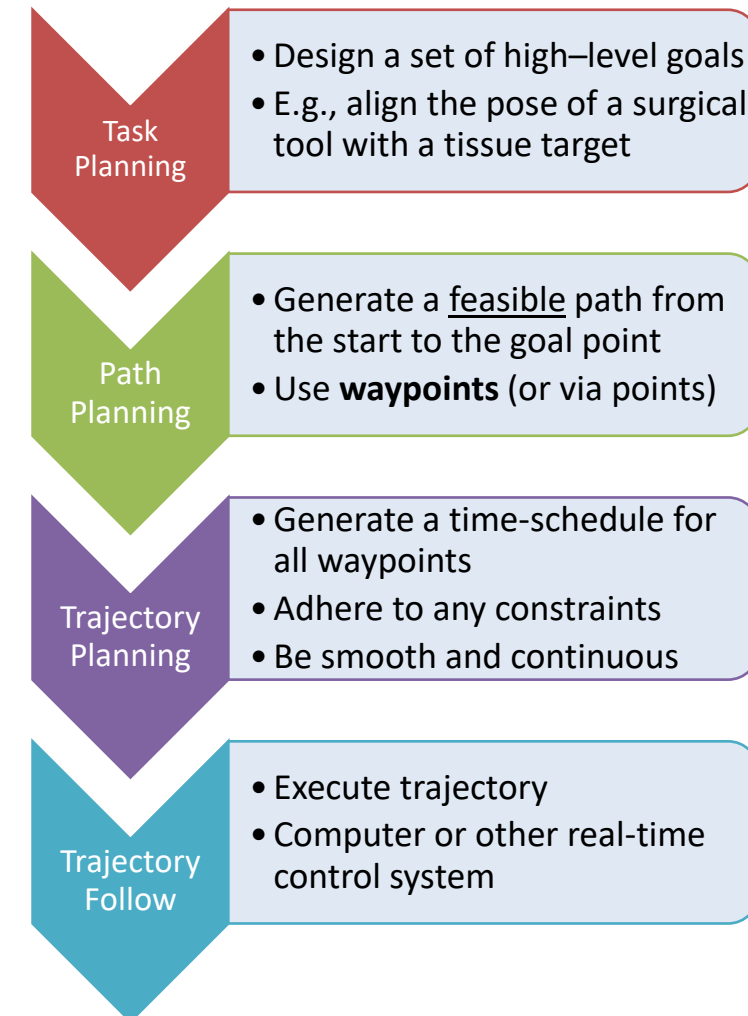 Task
Planning
• Design a set of high–level goals
• E.g., align the pose of a surgical
tool with a tissue target
Path
Planning
• Generate a feasible path from
the start to the goal point
• Use waypoints (or via points)
Trajectory
Planning
• Generate a time-schedule for
all waypoints
• Adhere to any constraints
• Be smooth and continuous
Trajectory
Follow
• Execute trajectory
• Computer or other real-time
control system